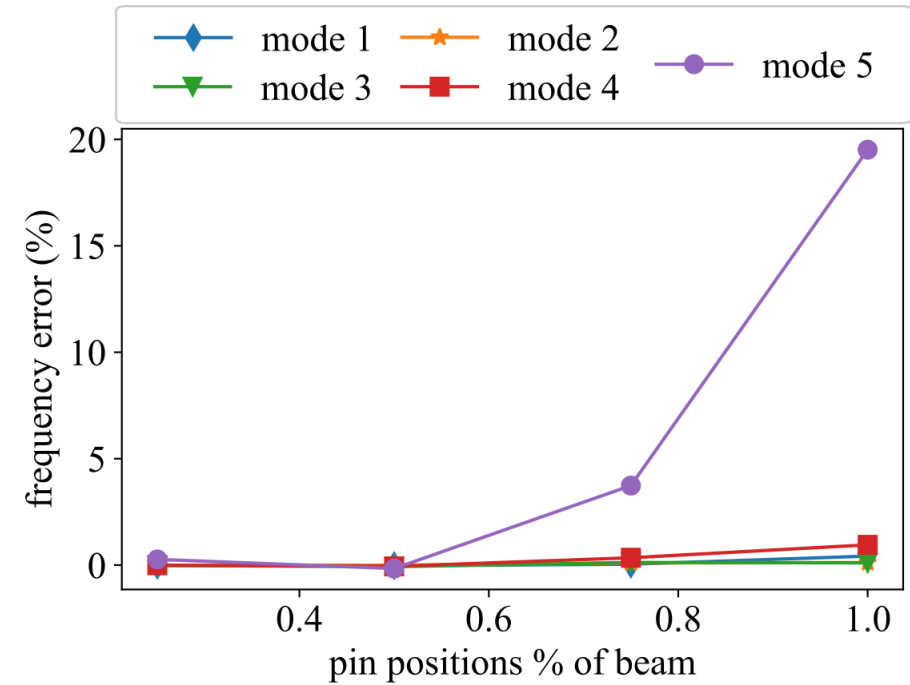 mode 1
mode 2
mode 3
mode 4
mode 5
frequency error (%)
20
15
10
5
0
0.4
0.6
0.8
1.0
pin positions % of beam